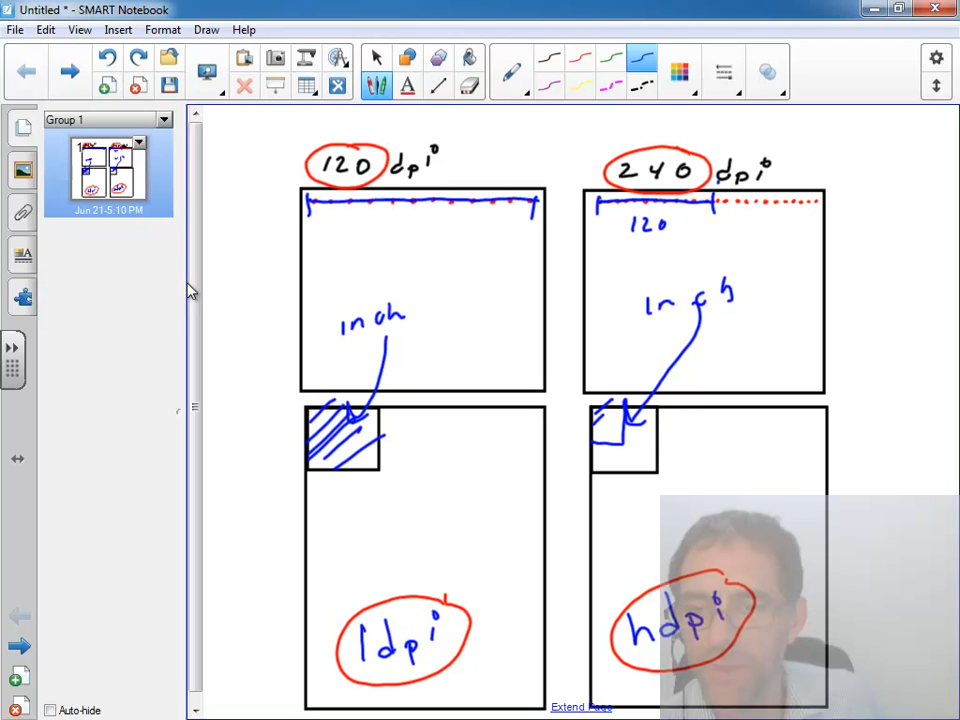 Untitled * - SMART Notebook
File Edit View Insert Format Draw Help
Group 1
Jun 21-5:10 PM
120 dpi
240 dpi
120
inch
inch
ldpi
hdpi
Auto-hide
Extend Page